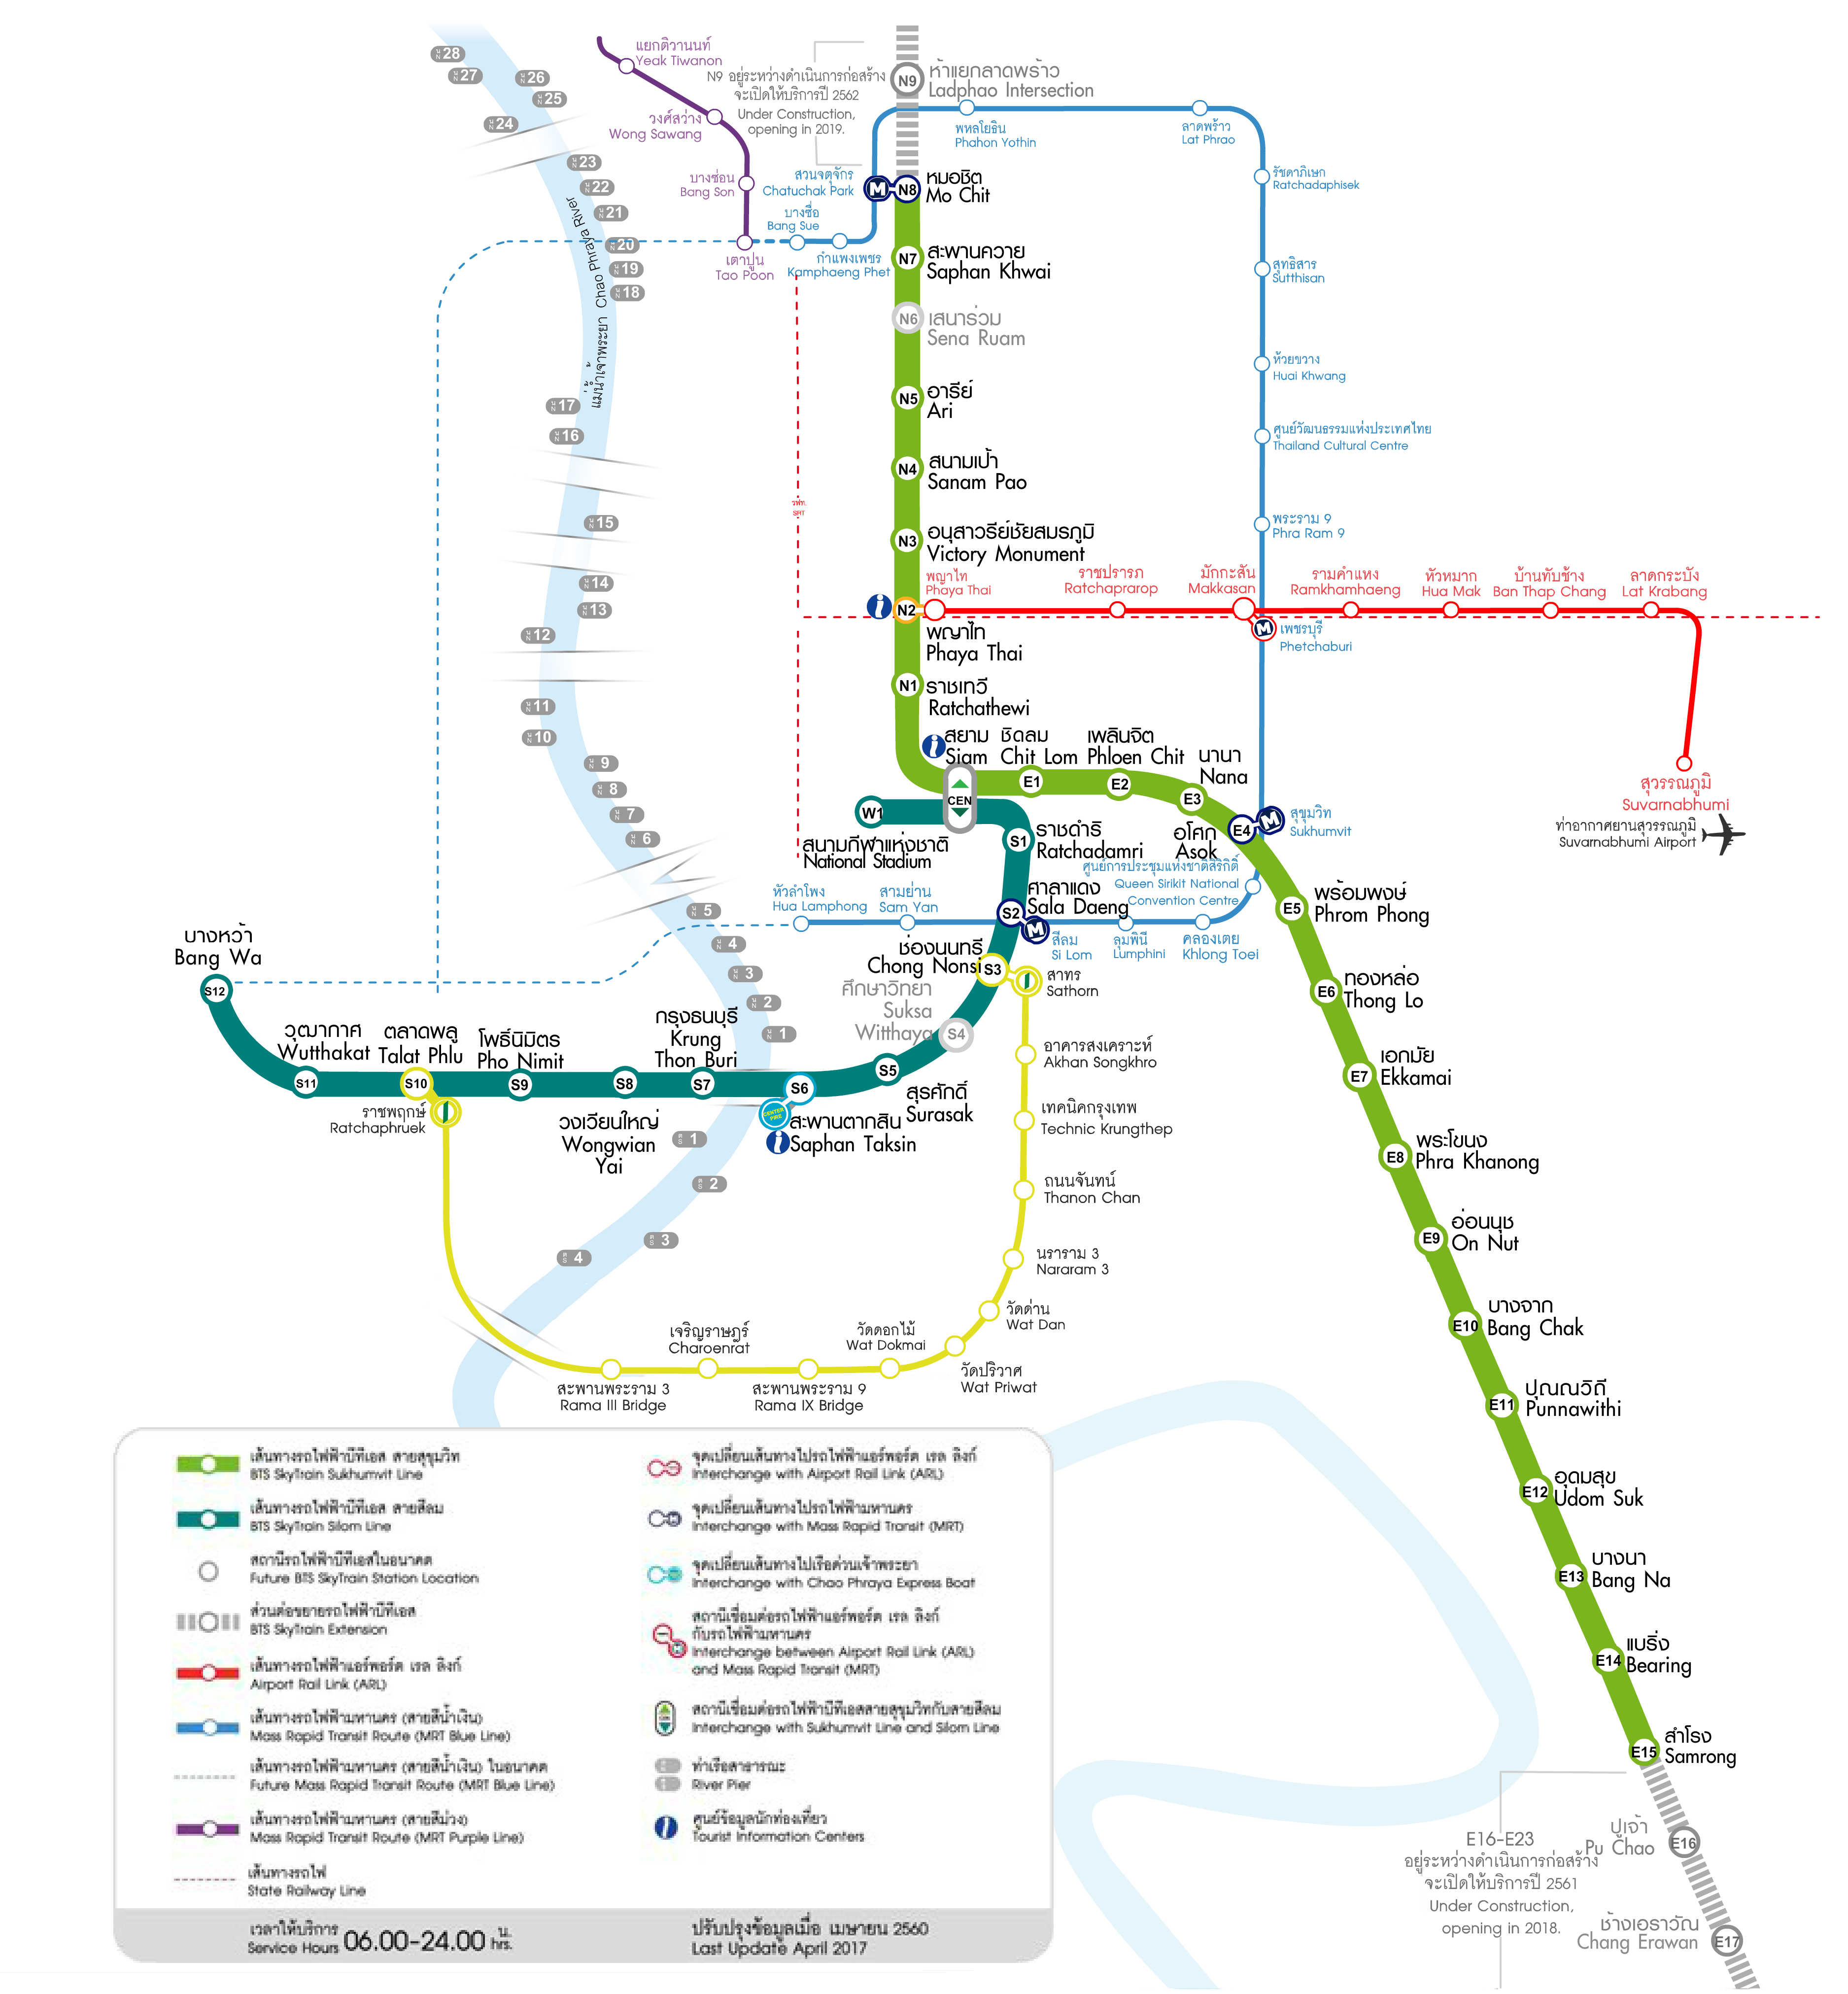 แยกติวานนท์
Yeak Tiwanon
วงศ์สว่าง
Wong Sawang
บางซ่อน
Bang Son
เตาปูน
Tao Poon
บางซื่อ
Bang Sue
กำแพงเพชร
Kamphaeng Phet
สวนจตุจักร
Chatuchak Park
N9 อยู่ระหว่างดำเนินการก่อสร้าง
จะเปิดให้บริการปี 2562
Under Construction,
opening in 2019.
N9
ห้าแยกลาดพร้าว
Ladphao Intersection
พหลโยธิน
Phahon Yothin
ลาดพร้าว
Lat Phrao
รัชดาภิเษก
Ratchadaphisek
สุทธิสาร
Sutthisan
ห้วยขวาง
Huai Khwang
ศูนย์วัฒนธรรมแห่งประเทศไทย
Thailand Cultural Centre
พระราม 9
Phra Ram 9
M
N8
หมอชิต
Mo Chit
N7
สะพานควาย
Saphan Khwai
N6
เสนาร่วม
Sena Ruam
N5
อารีย์
Ari
N4
สนามเป้า
Sanam Pao
N3
อนุสาวรีย์ชัยสมรภูมิ
Victory Monument
N2
พญาไท
Phaya Thai
พญาไท
Phaya Thai
ราชปรารภ
Ratchaprarop
มักกะสัน
Makkasan
รามคำแหง
Ramkhamhaeng
หัวหมาก
Hua Mak
บ้านทับช้าง
Ban Thap Chang
ลาดกระบัง
Lat Krabang
สุวรรณภูมิ
Suvarnabhumi
ท่าอากาศยานสุวรรณภูมิ
Suvarnabhumi Airport
M
เพชรบุรี
Phetchaburi
รฟท
SRT
N1
ราชเทวี
Ratchathewi
สยาม
Siam
CEN
ชิดลม
Chit Lom
E1
เพลินจิต
Phloen Chit
E2
นานา
Nana
E3
อโศก
Asok
E4
M
สุขุมวิท
Sukhumvit
W1
สนามกีฬาแห่งชาติ
National Stadium
S1
ราชดำริ
Ratchadamri
ศูนย์การประชุมแห่งชาติสิริกิติ์
Queen Sirikit National
Convention Centre
S2
ศาลาแดง
Sala Daeng
M
สีลม
Si Lom
ลุมพินี
Lumphini
คลองเตย
Khlong Toei
หัวลำโพง
Hua Lamphong
สามย่าน
Sam Yan
S3
ช่องนนทรี
Chong Nonsi
สาทร
Sathorn
S4
ศึกษาวิทยา
Suksa
Witthaya
S5
สุรศักดิ์
Surasak
S6
CENTER PIER
สะพานตากสิน
Saphan Taksin
S7
กรุงธนบุรี
Krung
Thon Buri
S8
วงเวียนใหญ่
Wongwian
Yai
S9
โพธิ์นิมิตร
Pho Nimit
S10
ตลาดพลู
Talat Phlu
S11
วุฒากาศ
Wutthakat
S12
บางหว้า
Bang Wa
ราชพฤกษ์
Ratchaphruek
อาคารสงเคราะห์
Akhan Songkhro
เทคนิคกรุงเทพ
Technic Krungthep
ถนนจันทน์
Thanon Chan
นราราม 3
Nararam 3
วัดด่าน
Wat Dan
วัดปริวาศ
Wat Priwat
วัดดอกไม้
Wat Dokmai
สะพานพระราม 9
Rama IX Bridge
เจริญราษฎร์
Charoenrat
สะพานพระราม 3
Rama III Bridge
E5
พร้อมพงษ์
Phrom Phong
E6
ทองหล่อ
Thong Lo
E7
เอกมัย
Ekkamai
E8
พระโขนง
Phra Khanong
E9
อ่อนนุช
On Nut
E10
บางจาก
Bang Chak
E11
ปุณณวิถี
Punnawithi
E12
อุดมสุข
Udom Suk
E13
บางนา
Bang Na
E14
แบริ่ง
Bearing
E15
สำโรง
Samrong
E16
ปูเจ้า
Pu Chao
E17
ช้างเอราวัณ
Chang Erawan
E16-E23
อยู่ระหว่างดำเนินการก่อสร้าง
จะเปิดให้บริการปี 2561
Under Construction,
opening in 2018.
แม่น้ำเจ้าพระยา Chao Phraya River
น N 28
น N 27
น N 26
น N 25
น N 24
น N 23
น N 22
น N 21
น N 20
น N 19
น N 18
น N 17
น N 16
น N 15
น N 14
น N 13
น N 12
น N 11
น N 10
น N 9
น N 8
น N 7
น N 6
น N 5
น N 4
น N 3
น N 2
น N 1
ส S 1
ส S 2
ส S 3
ส S 4
เส้นทางรถไฟฟ้าบีทีเอส สายสุขุมวิท
BTS SkyTrain Sukhumvit Line
เส้นทางรถไฟฟ้าบีทีเอส สายสีลม
BTS SkyTrain Silom Line
สถานีรถไฟฟ้าบีทีเอสในอนาคต
Future BTS SkyTrain Station Location
ส่วนต่อขยายรถไฟฟ้าบีทีเอส
BTS SkyTrain Extension
เส้นทางรถไฟฟ้าแอร์พอร์ต เรล ลิงก์
Airport Rail Link (ARL)
เส้นทางรถไฟฟ้ามหานคร (สายสีน้ำเงิน)
Mass Rapid Transit Route (MRT Blue Line)
เส้นทางรถไฟฟ้ามหานคร (สายสีน้ำเงิน) ในอนาคต
Future Mass Rapid Transit Route (MRT Blue Line)
เส้นทางรถไฟฟ้ามหานคร (สายสีม่วง)
Mass Rapid Transit Route (MRT Purple Line)
เส้นทางรถไฟ
State Railway Line
จุดเปลี่ยนเส้นทางไปรถไฟฟ้าแอร์พอร์ต เรล ลิงก์
Interchange with Airport Rail Link (ARL)
จุดเปลี่ยนเส้นทางไปรถไฟฟ้ามหานคร
Interchange with Mass Rapid Transit (MRT)
จุดเปลี่ยนเส้นทางไปเรือด่วนเจ้าพระยา
Interchange with Chao Phraya Express Boat
สถานีเชื่อมต่อรถไฟฟ้าแอร์พอร์ต เรล ลิงก์
กับรถไฟฟ้ามหานคร
Interchange between Airport Rail Link (ARL)
and Mass Rapid Transit (MRT)
สถานีเชื่อมต่อรถไฟฟ้าบีทีเอสสายสุขุมวิทกับสายสีลม
Interchange with Sukhumvit Line and Silom Line
ท่าเรือสาธารณะ
River Pier
ศูนย์ข้อมูลนักท่องเที่ยว
Tourist Information Centers
เวลาให้บริการ 06.00-24.00 น.
Service Hours hrs.
ปรับปรุงข้อมูลเมื่อ เมษายน 2560
Last Update April 2017